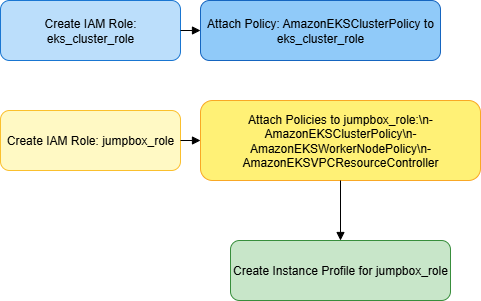 Create IAM Role:
eks_cluster_role
Attach Policy: AmazonEKSClusterPolicy to
eks_cluster_role
Create IAM Role: jumpbox_role
Attach Policies to jumpbox_role:\n-
AmazonEKSClusterPolicy\n-
AmazonEKSWorkerNodePolicy\n-
AmazonEKSVPCResourceController
Create Instance Profile for jumpbox_role